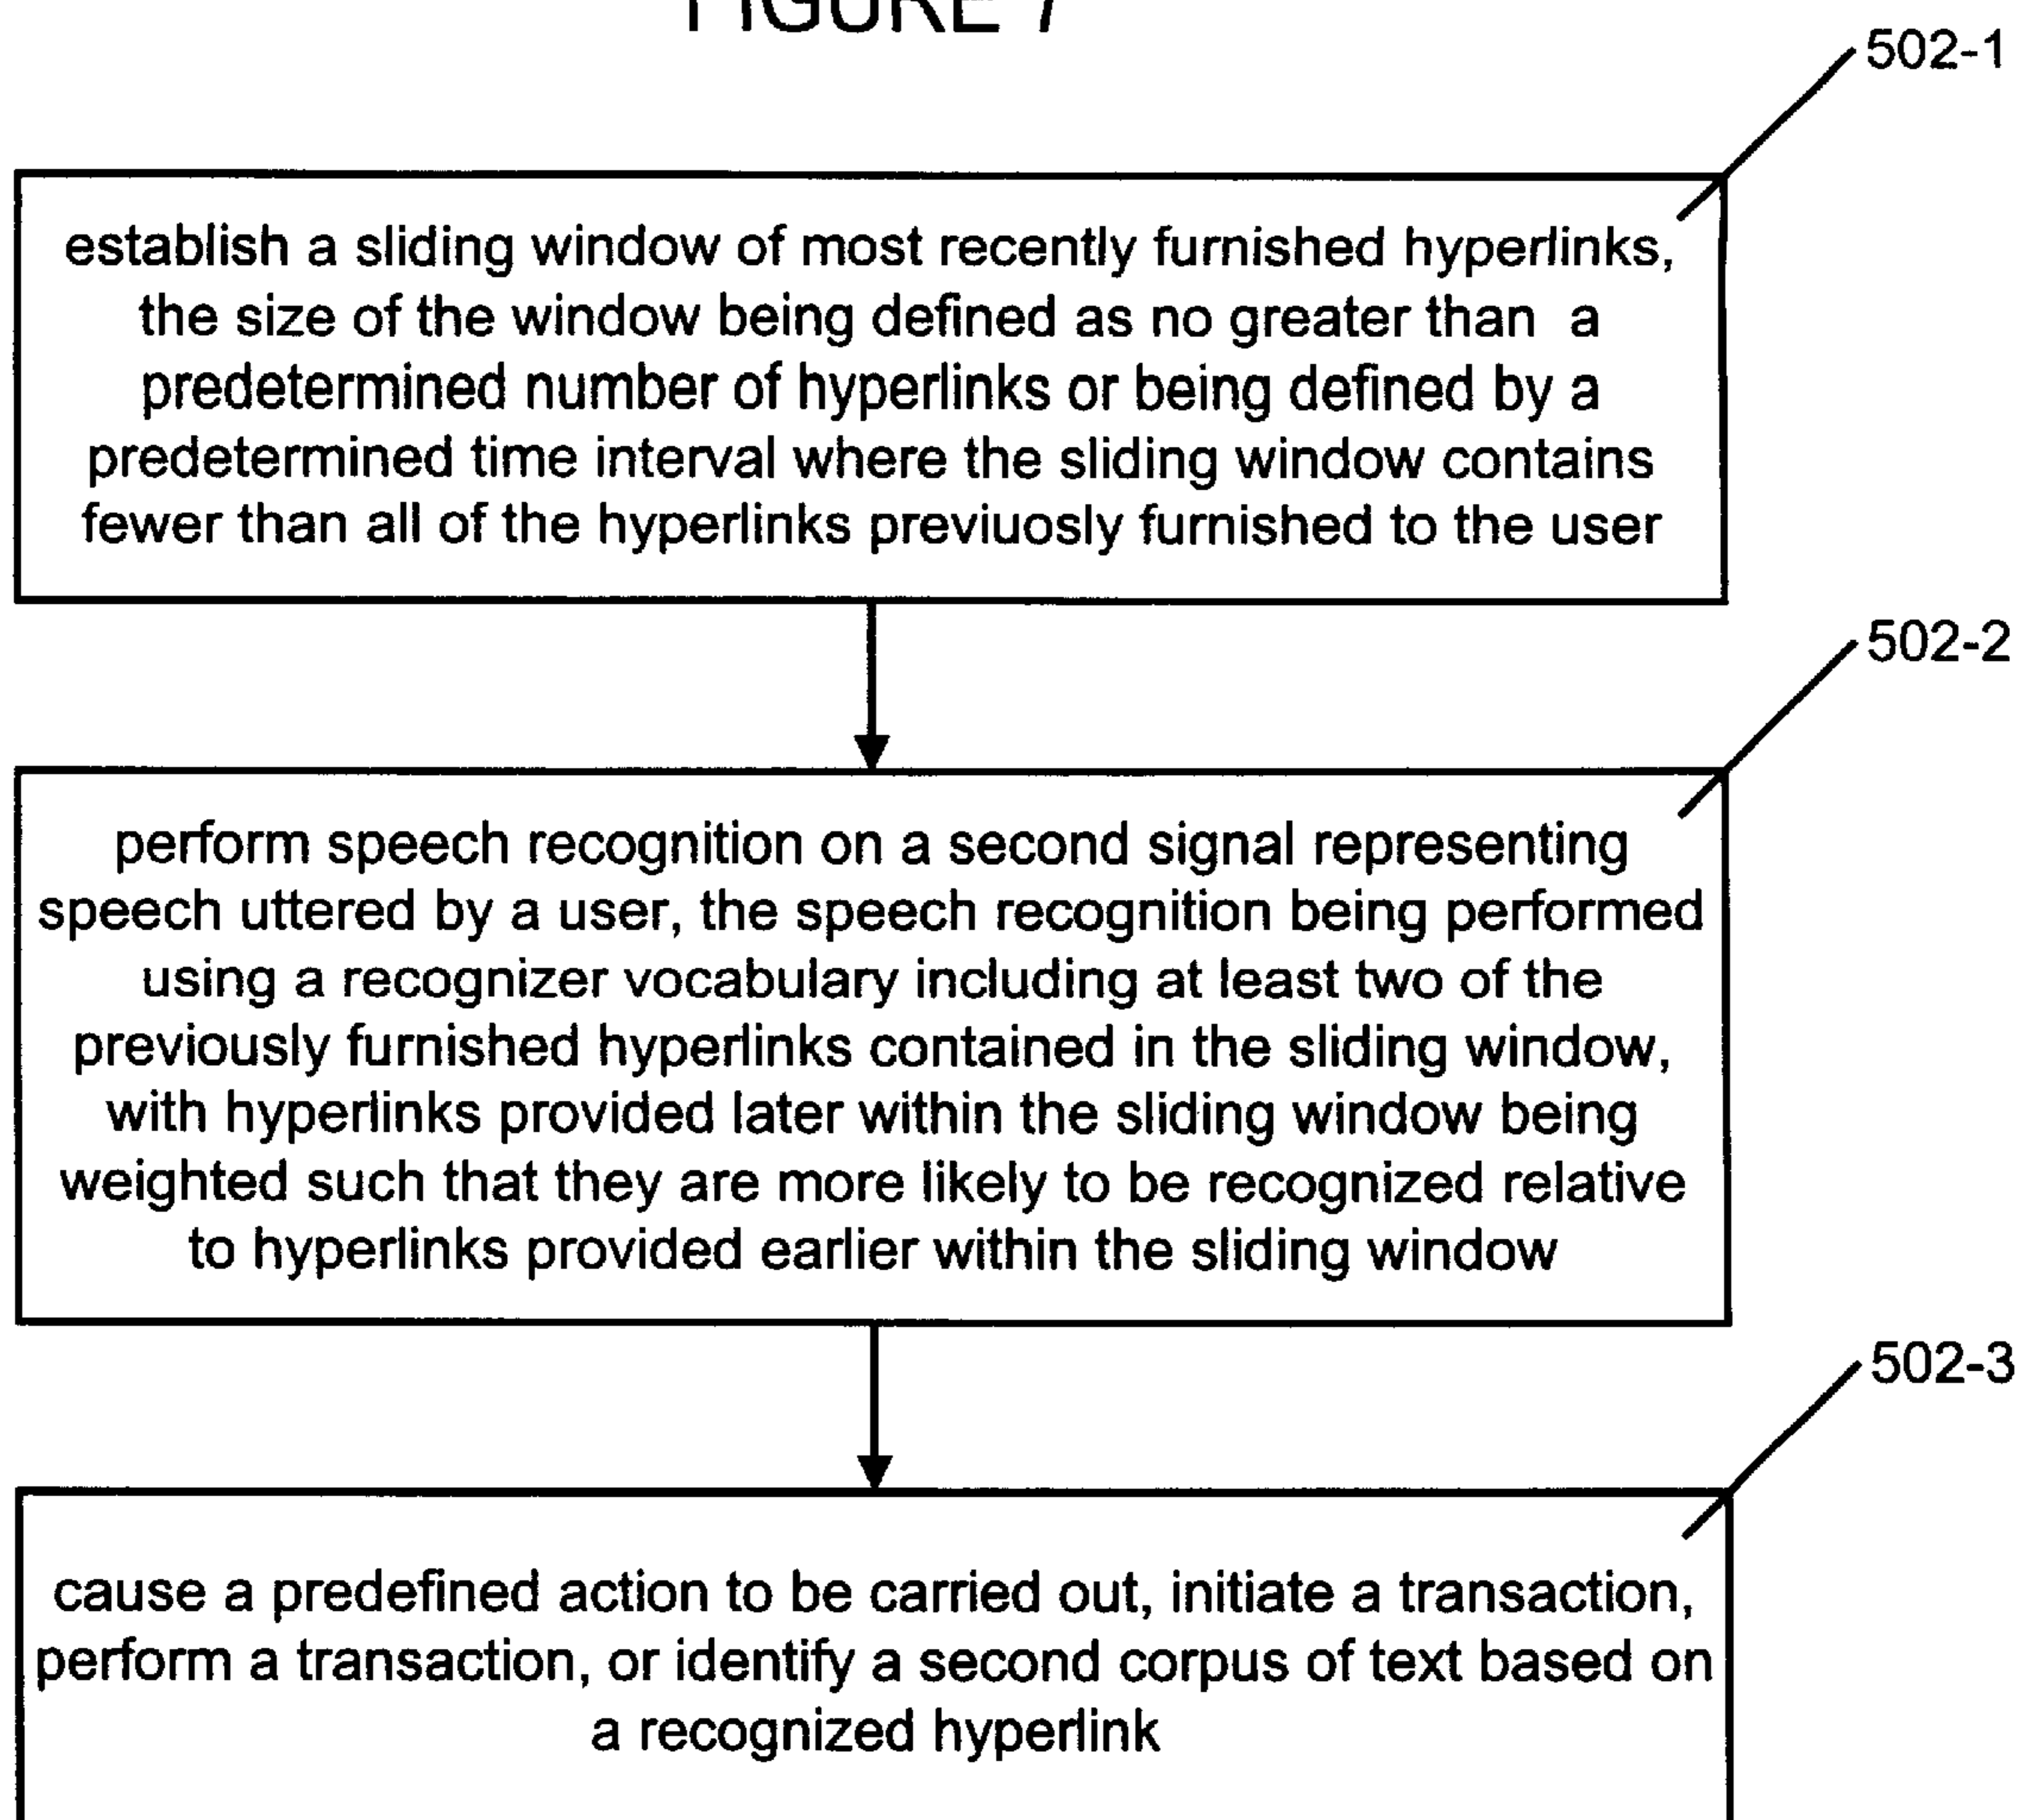 FIGURE 7
502-1
establish a sliding window of most recently furnished hyperlinks,
the size of the window being defined as no greater than a
predetermined number of hyperlinks or being defined by a
predetermined time interval where the sliding window contains
fewer than all of the hyperlinks previuosly furnished to the user
502-2
perform speech recognition on a second signal representing
speech uttered by a user, the speech recognition being performed
using a recognizer vocabulary including at least two of the
previously furnished hyperlinks contained in the sliding window,
with hyperlinks provided later within the sliding window being
weighted such that they are more likely to be recognized relative
to hyperlinks provided earlier within the sliding window
502-3
cause a predefined action to be carried out, initiate a transaction,
perform a transaction, or identify a second corpus of text based on
a recognized hyperlink